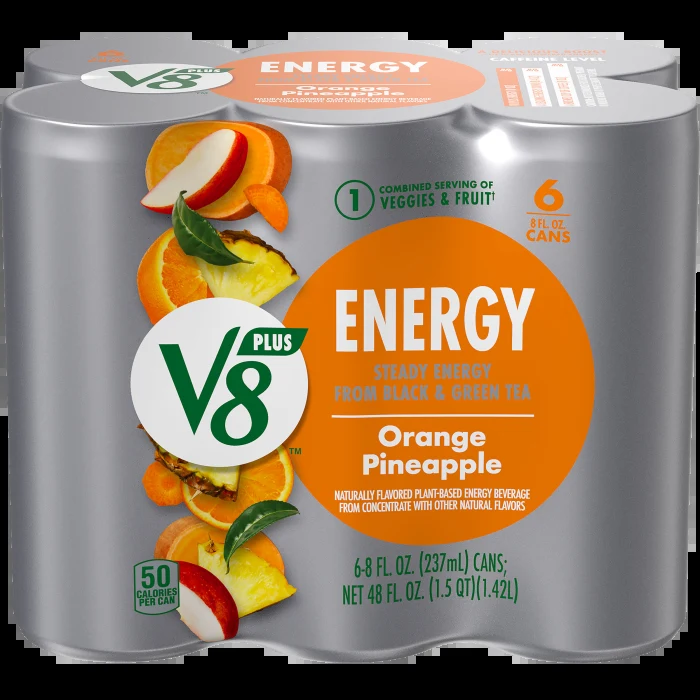 V8 PLUS
ENERGY
Orange
Pineapple
CAFFEINE LEVEL
6
1 COMBINED SERVING OF
VEGGIES & FRUIT†
6
8 FL. OZ.
CANS
V8 PLUS
™
ENERGY
STEADY ENERGY
FROM BLACK & GREEN TEA
Orange
Pineapple
NATURALLY FLAVORED PLANT-BASED ENERGY BEVERAGE
FROM CONCENTRATE WITH OTHER NATURAL FLAVORS
50
CALORIES
PER CAN
6-8 FL. OZ. (237mL) CANS;
NET 48 FL. OZ. (1.5 QT)(1.42L)